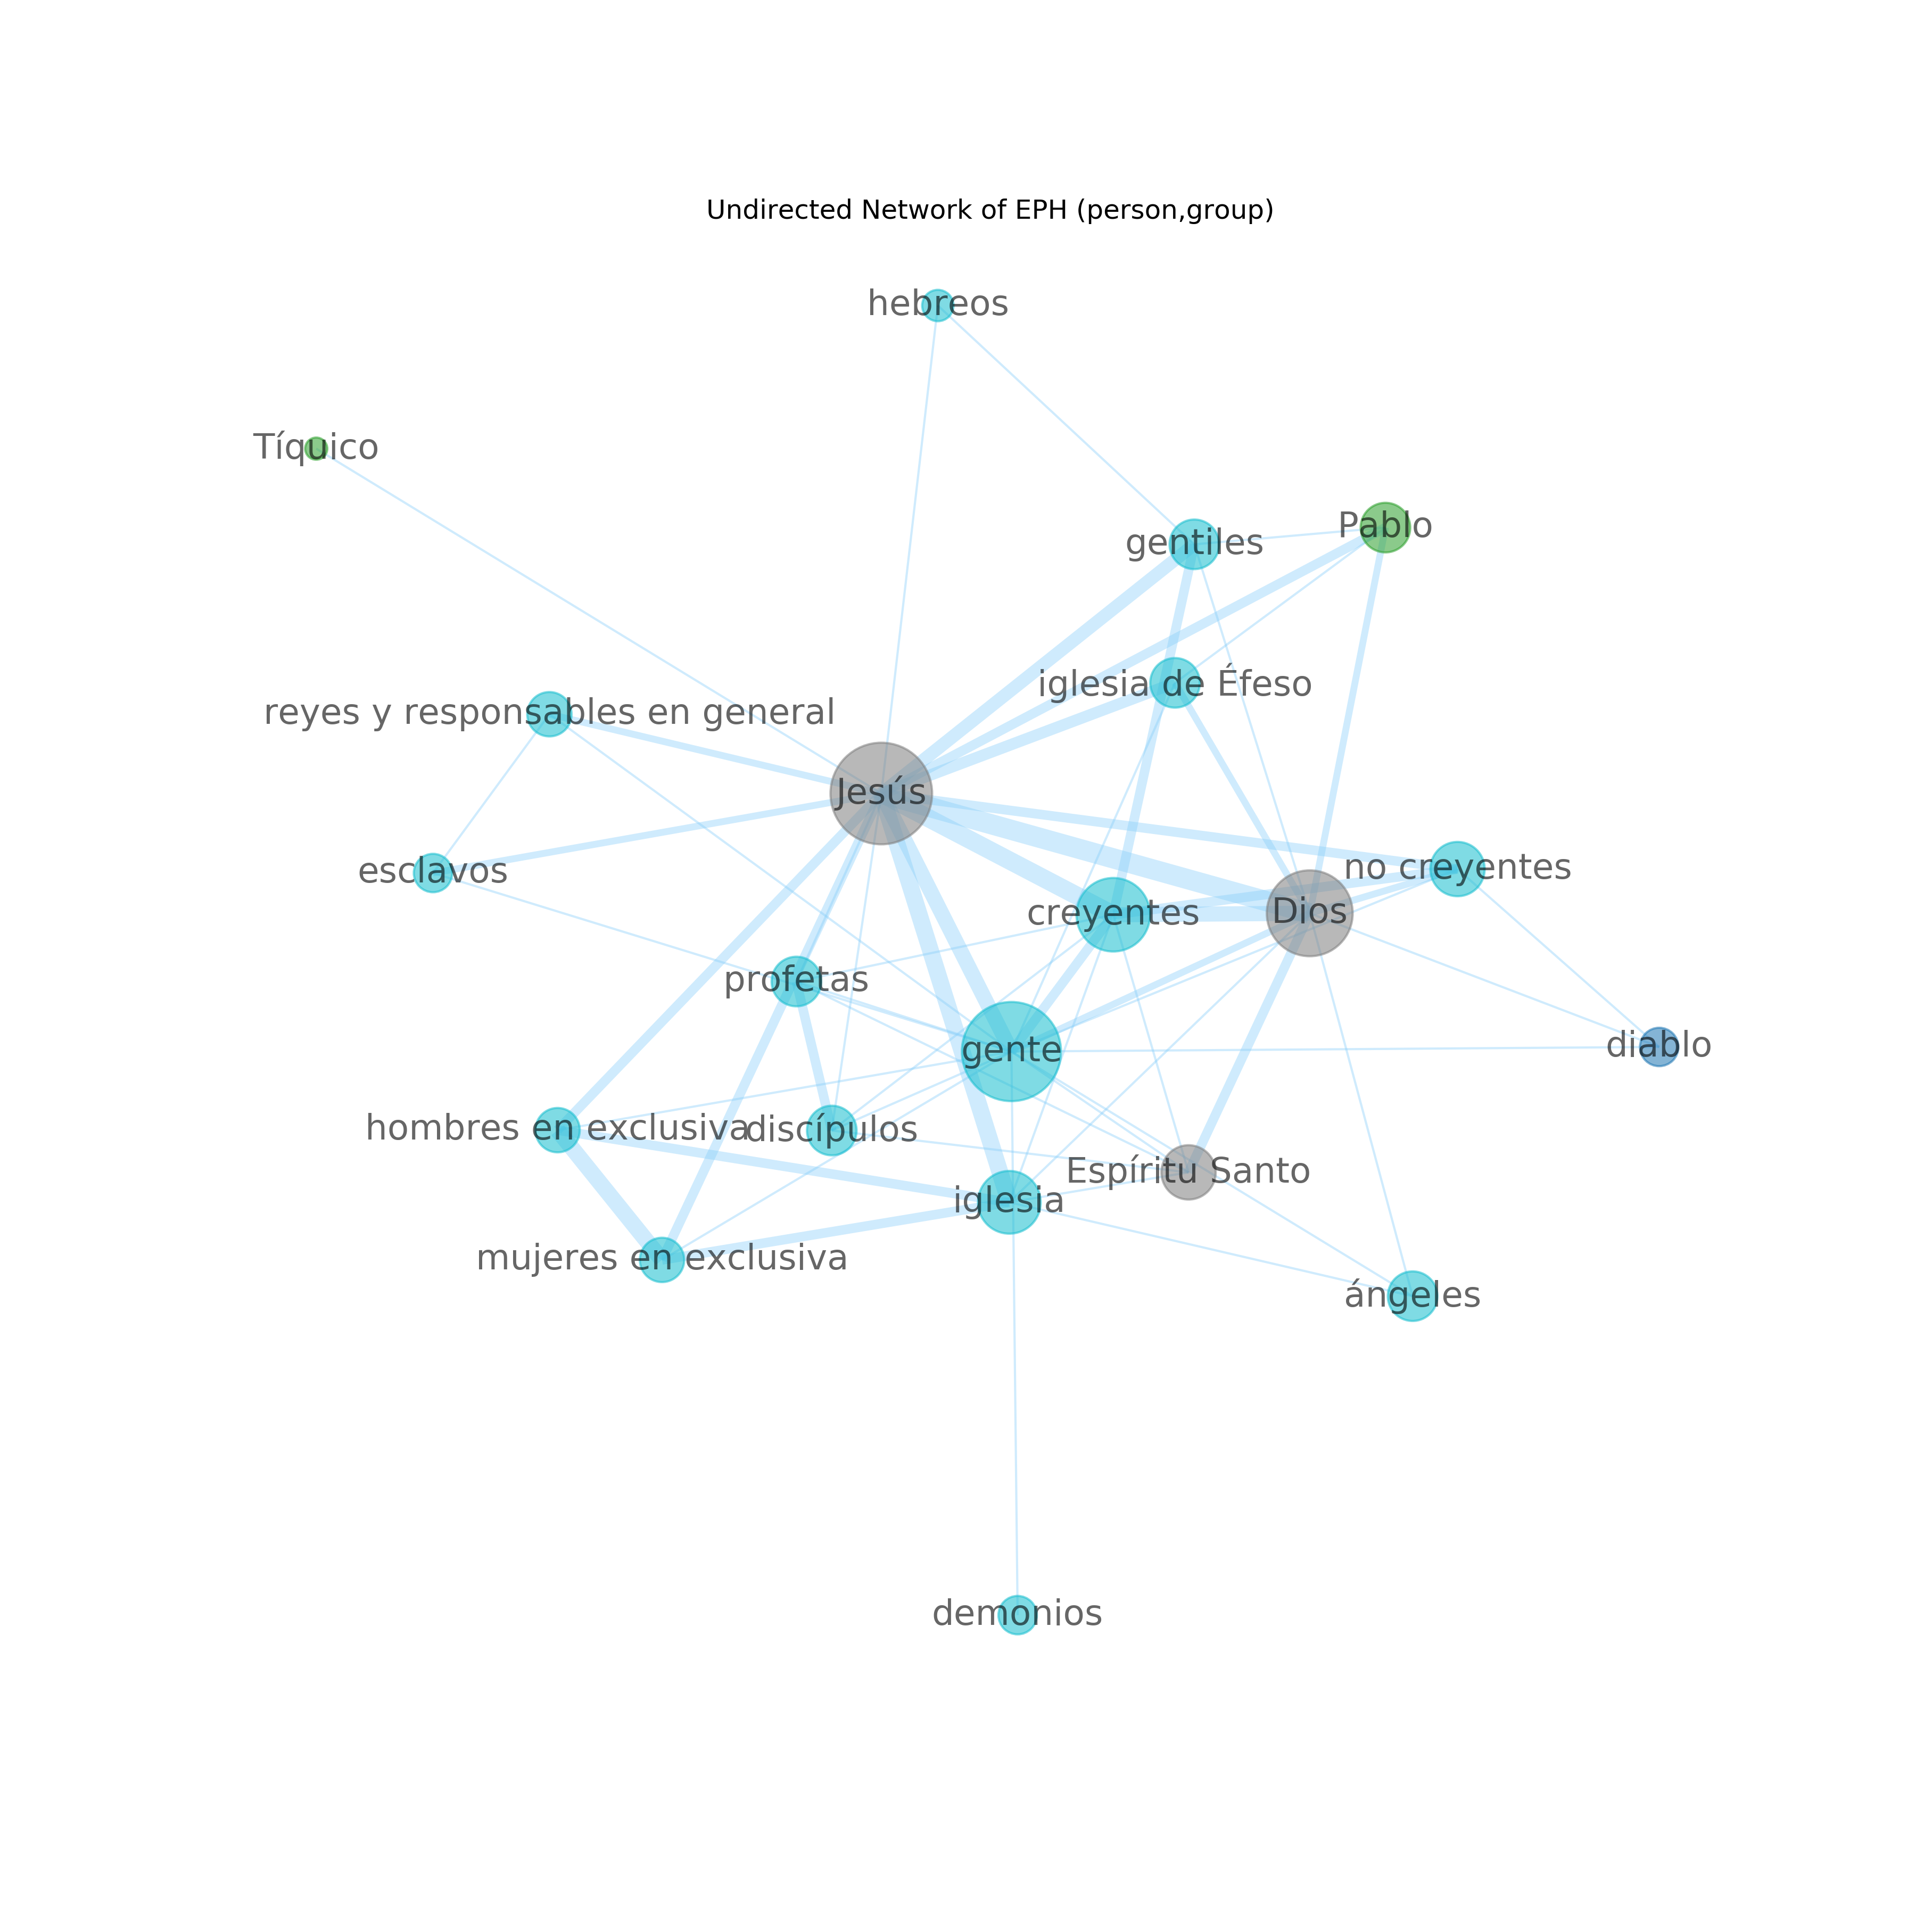 Undirected Network of EPH (person,group)
hebreos
Tíquico
Pablo
gentiles
iglesia de Éfeso
reyes y responsables en general
Jesús
no creyentes
esclavos
creyentes
Dios
profetas
diablo
gente
hombres en exclusiva
discípulos
Espíritu Santo
iglesia
mujeres en exclusiva
ángeles
demonios